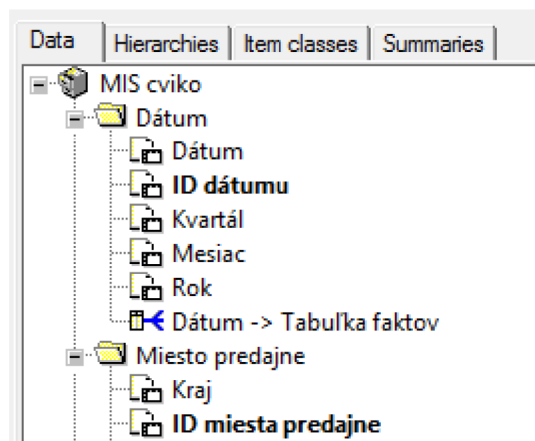 Data Hierarchies Item classes Summaries
MIS cviko
Dátum
Dátum
ID dátumu
Kvartál
Mesiac
Rok
Dátum -> Tabuľka faktov
Miesto predajne
Kraj
ID miesta predajne